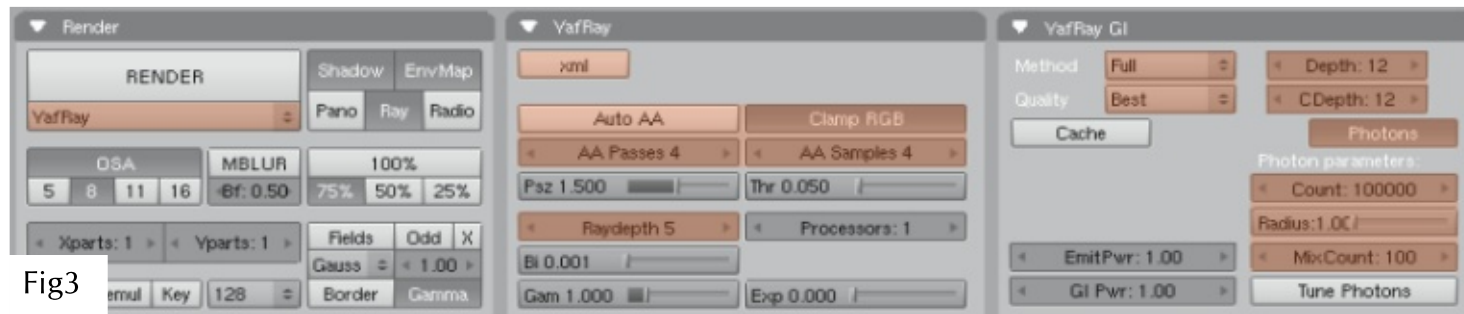 Render
RENDER
YafRay
Shadow EnvMap
Pano Ray Radio
OSA MBLUR
5 8 11 16 Bf: 0.50
100%
75% 50% 25%
Xparts: 1 Yparts: 1
Fields Odd X
Gauss 1.00
emul Key 128
Border Gamma
Fig3
YafRay
xml
Auto AA Clamp RGB
AA Passes 4 AA Samples 4
Psz 1.500 Thr 0.050
Raydepth 5 Processors: 1
Bi 0.001
Gam 1.000 Exp 0.000
YafRay GI
Method Full Depth: 12
Quality Best CDepth: 12
Cache Photons
Photon parameters:
Count: 100000
Radius:1.00
EmitPwr: 1.00 MixCount: 100
GI Pwr: 1.00 Tune Photons